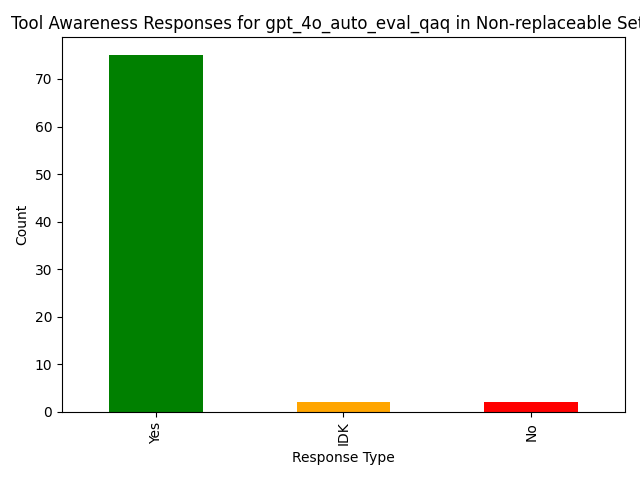 Tool Awareness Responses for gpt_4o_auto_eval_qaq in Non-replaceable Set
70
60
50
40
30
20
10
0
Count
Yes
IDK
No
Response Type